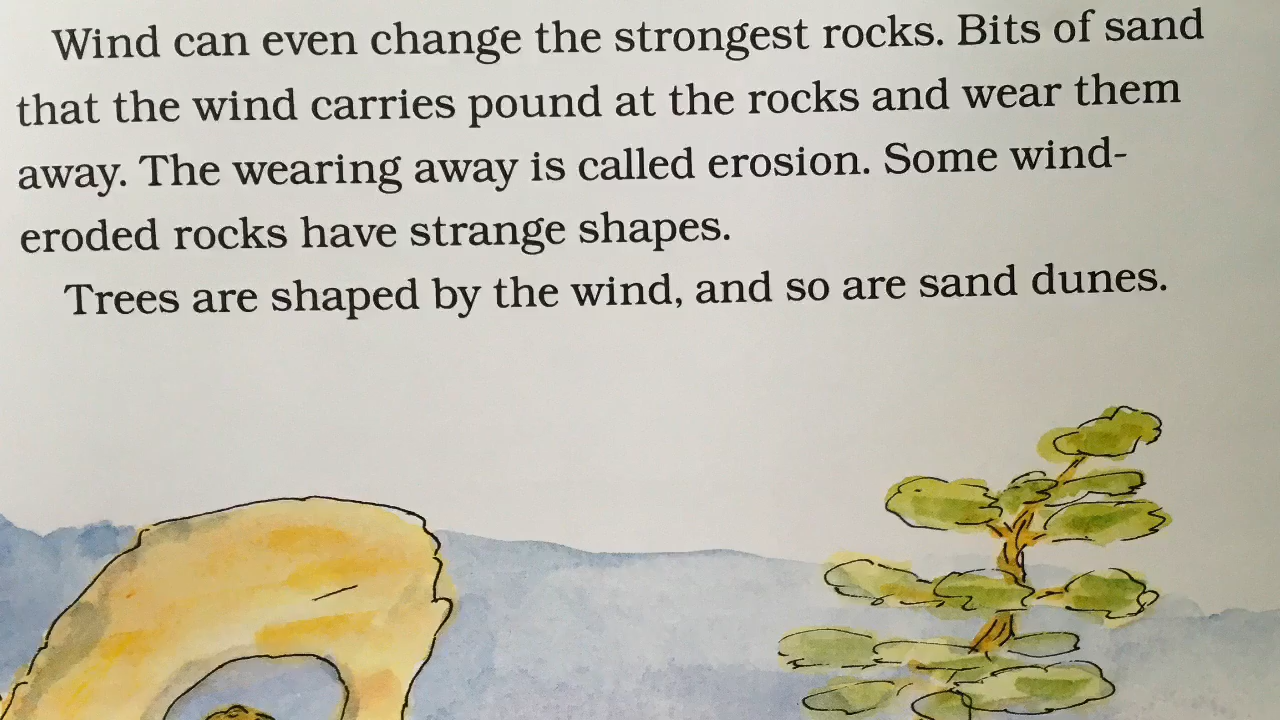 Wind can even change the strongest rocks. Bits of sand
that the wind carries pound at the rocks and wear them
away. The wearing away is called erosion. Some wind-
eroded rocks have strange shapes.
Trees are shaped by the wind, and so are sand dunes.